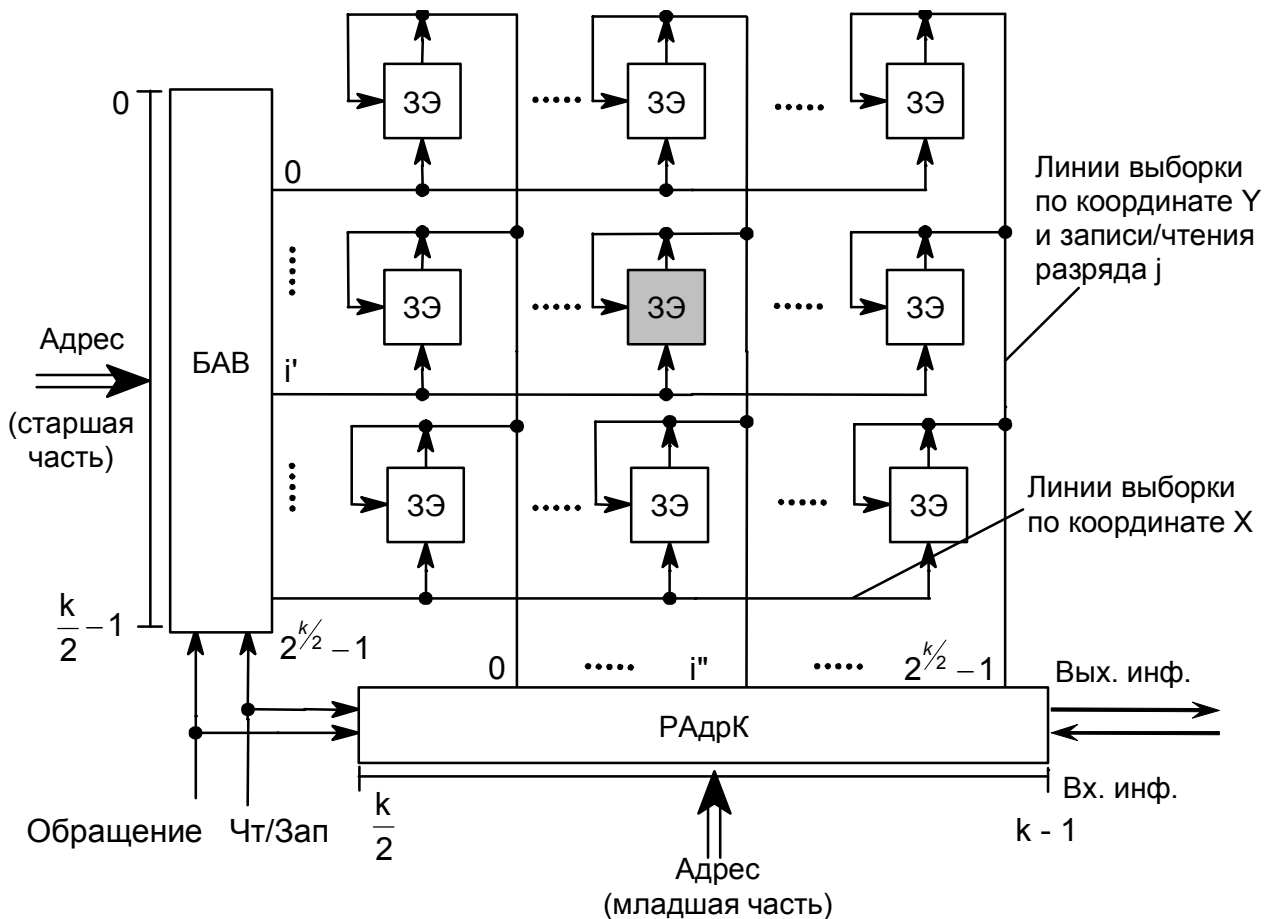 ЗЭ ..... ЗЭ ..... ЗЭ
0
0
Линии выборки
по координате Y
и записи/чтения
разряда j
ЗЭ ..... ЗЭ ..... ЗЭ
Адрес
БАВ
i'
(старшая
часть)
ЗЭ ..... ЗЭ ..... ЗЭ
Линии выборки
по координате X
k/2 – 1
2^{k/2} – 1
0 ..... i" ..... 2^{k/2} – 1
Вых. инф.
РАдрК
Вх. инф.
Обращение Чт/Зап
k/2
k - 1
Адрес
(младшая часть)